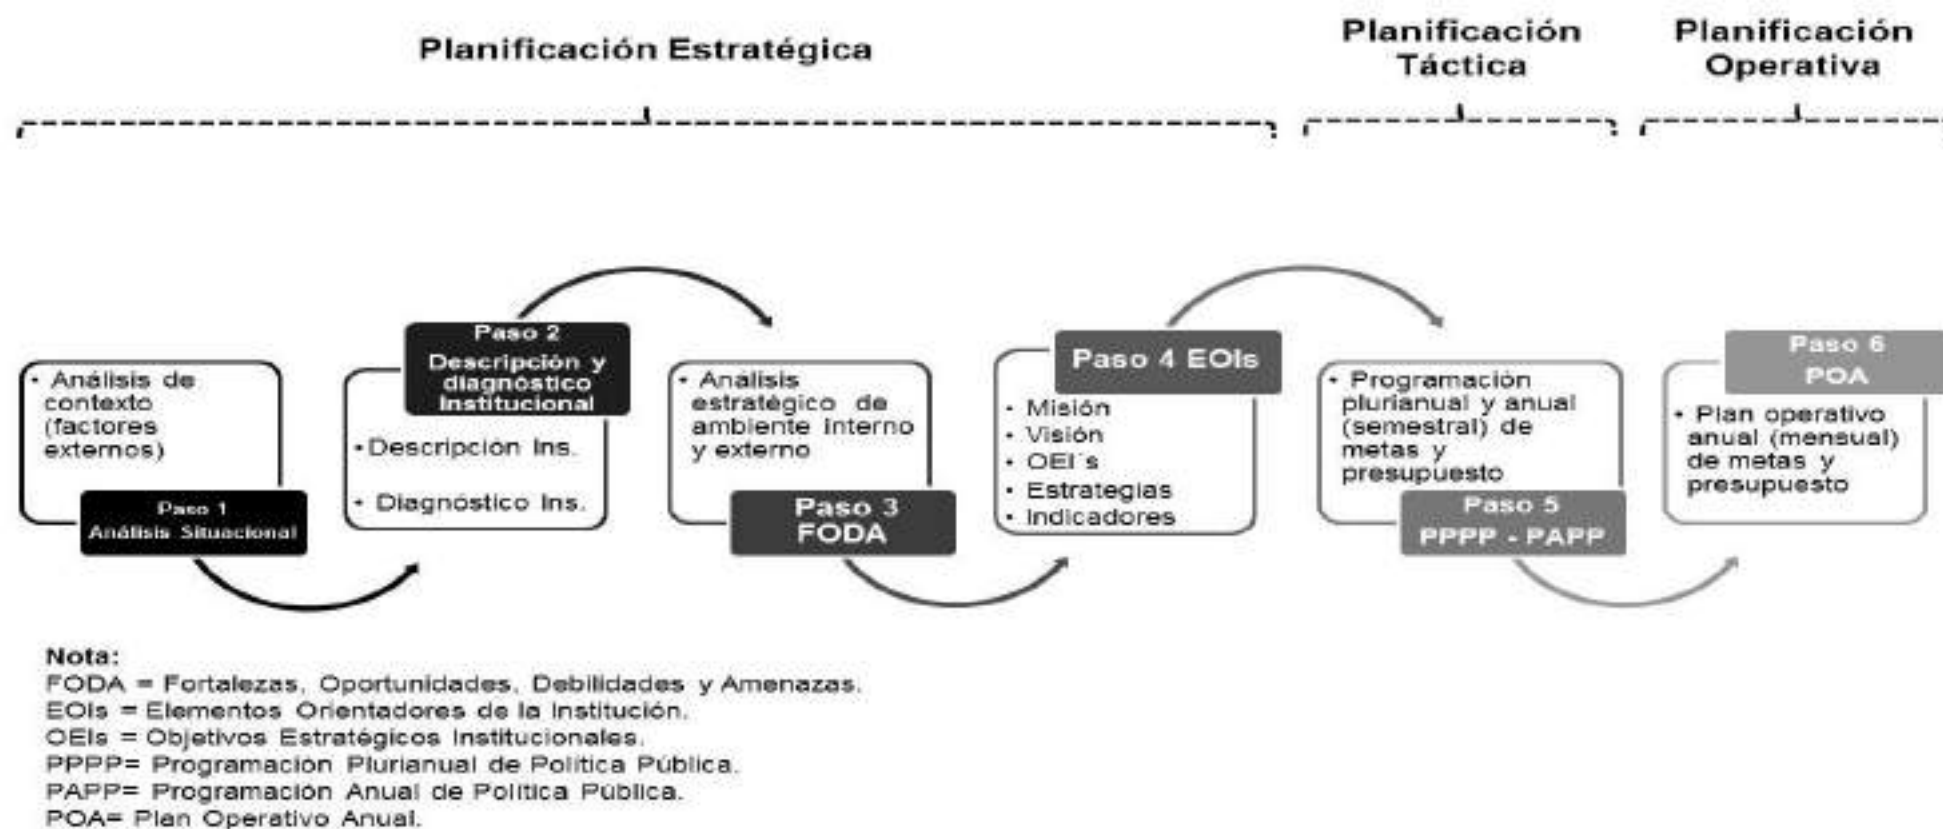 Planificación Estratégica
Planificación
Táctica
Planificación
Operativa
• Análisis de
contexto
(factores
externos)
Paso 1
Análisis Situacional
Paso 2
Descripción y
diagnóstico
Institucional
• Descripción Ins.
• Diagnóstico Ins.
• Análisis
estratégico de
ambiente interno
y externo
Paso 3
FODA
Paso 4 EOIs
• Misión
• Visión
• OEI´s
• Estrategias
• Indicadores
• Programación
plurianual y anual
(semestral) de
metas y
presupuesto
Paso 5
PPPP - PAPP
Paso 6
POA
• Plan operativo
anual (mensual)
de metas y
presupuesto
Nota:
FODA = Fortalezas, Oportunidades, Debilidades y Amenazas.
EOIs = Elementos Orientadores de la Institución.
OEIs = Objetivos Estratégicos Institucionales.
PPPP= Programación Plurianual de Política Pública.
PAPP= Programación Anual de Política Pública.
POA= Plan Operativo Anual.